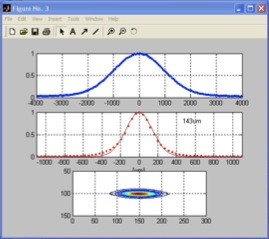 Figure No. 3
File Edit View Insert Tools Window Help
1
0.5
0
-4000 -3000 -2000 -1000 0 1000 2000 3000 4000
1
143um
0.5
0
-1000 -800 -600 -400 -200 0 200 400 600 800 1000
[um]
50
100
150
0 50 100 150 200 250 300